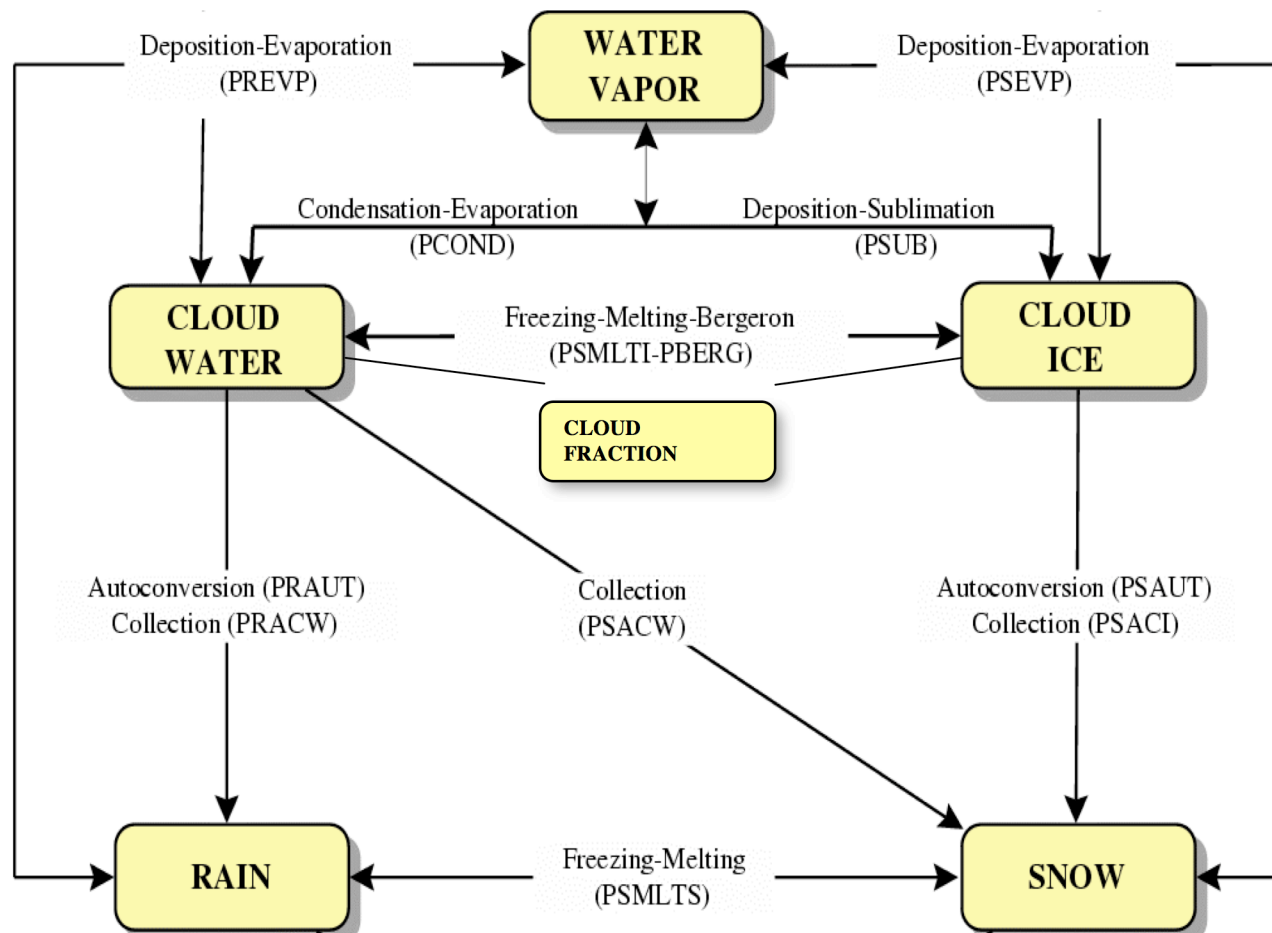 Deposition-Evaporation
(PREVP)
WATER
VAPOR
Deposition-Evaporation
(PSEVP)
Condensation-Evaporation
(PCOND)
Deposition-Sublimation
(PSUB)
CLOUD
WATER
Freezing-Melting-Bergeron
(PSMLTI-PBERG)
CLOUD
ICE
CLOUD
FRACTION
Autoconversion (PRAUT)
Collection (PRACW)
Collection
(PSACW)
Autoconversion (PSAUT)
Collection (PSACI)
RAIN
Freezing-Melting
(PSMLTS)
SNOW